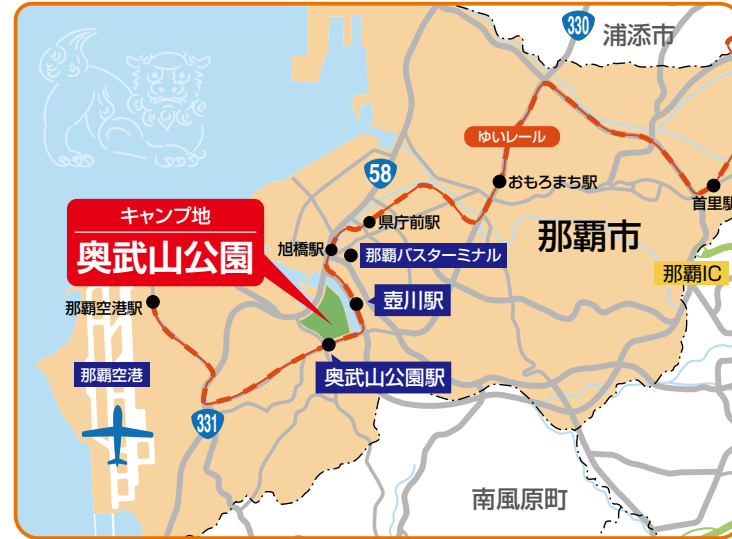 330
浦添市
ゆいレール
58
おもろまち駅
首里駅
キャンプ地
奥武山公園
県庁前駅
旭橋駅
那覇バスターミナル
那覇市
那覇IC
那覇空港駅
壺川駅
那覇空港
奥武山公園駅
331
南風原町